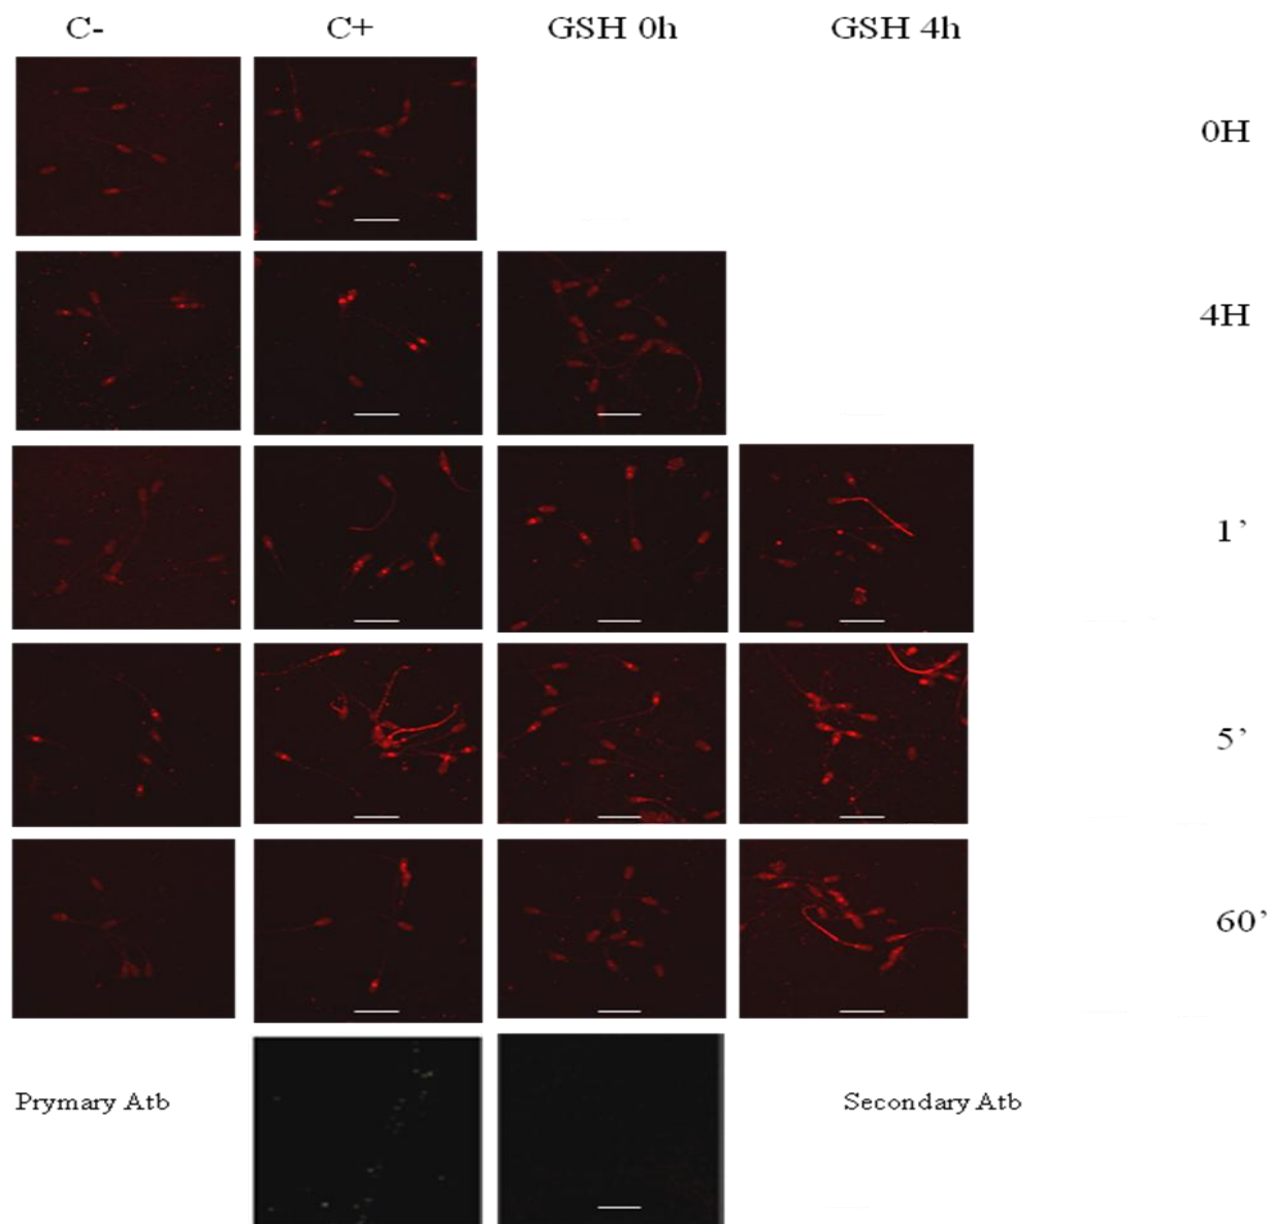 C- C+ GSH 0h GSH 4h
0H
4H
1’
5’
60’
Prymary Atb Secondary Atb